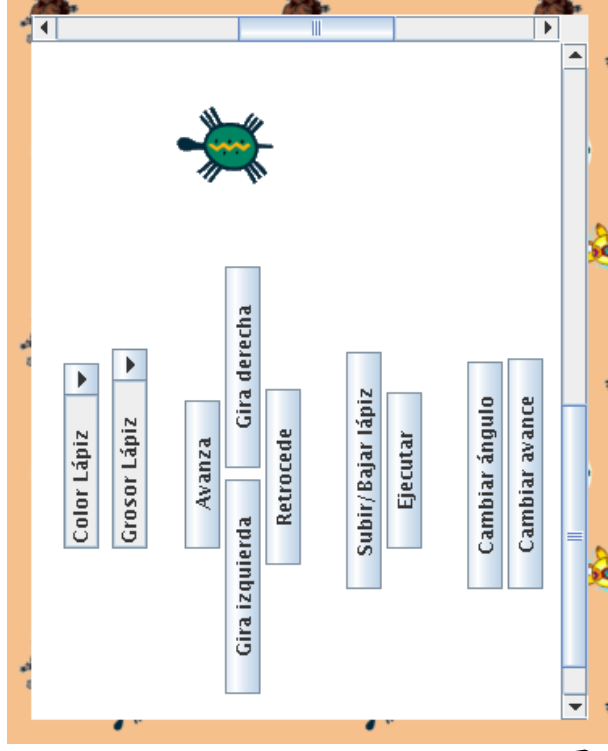 Color Lápiz
Grosor Lápiz
Avanza
Gira izquierda Gira derecha
Retrocede
Subir/Bajar lápiz
Ejecutar
Cambiar ángulo
Cambiar avance